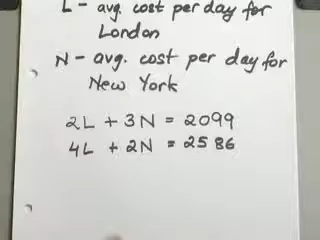 L - avg. cost per day for
London
N - avg. cost per day for
New York
2L + 3N = 2099
4L + 2N = 2586